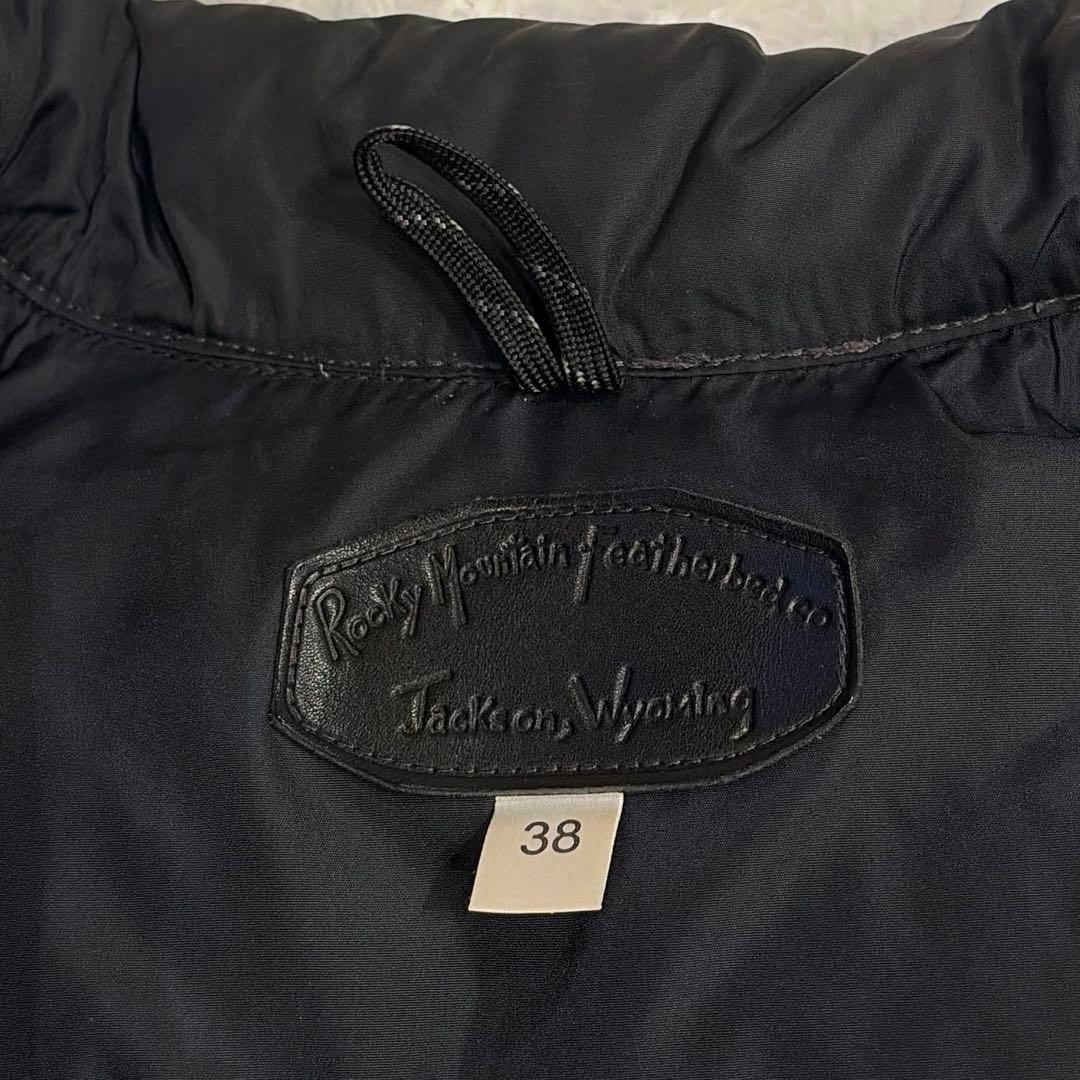 Rocky Mountain Featherbed co
Jackson, Wyoming
38